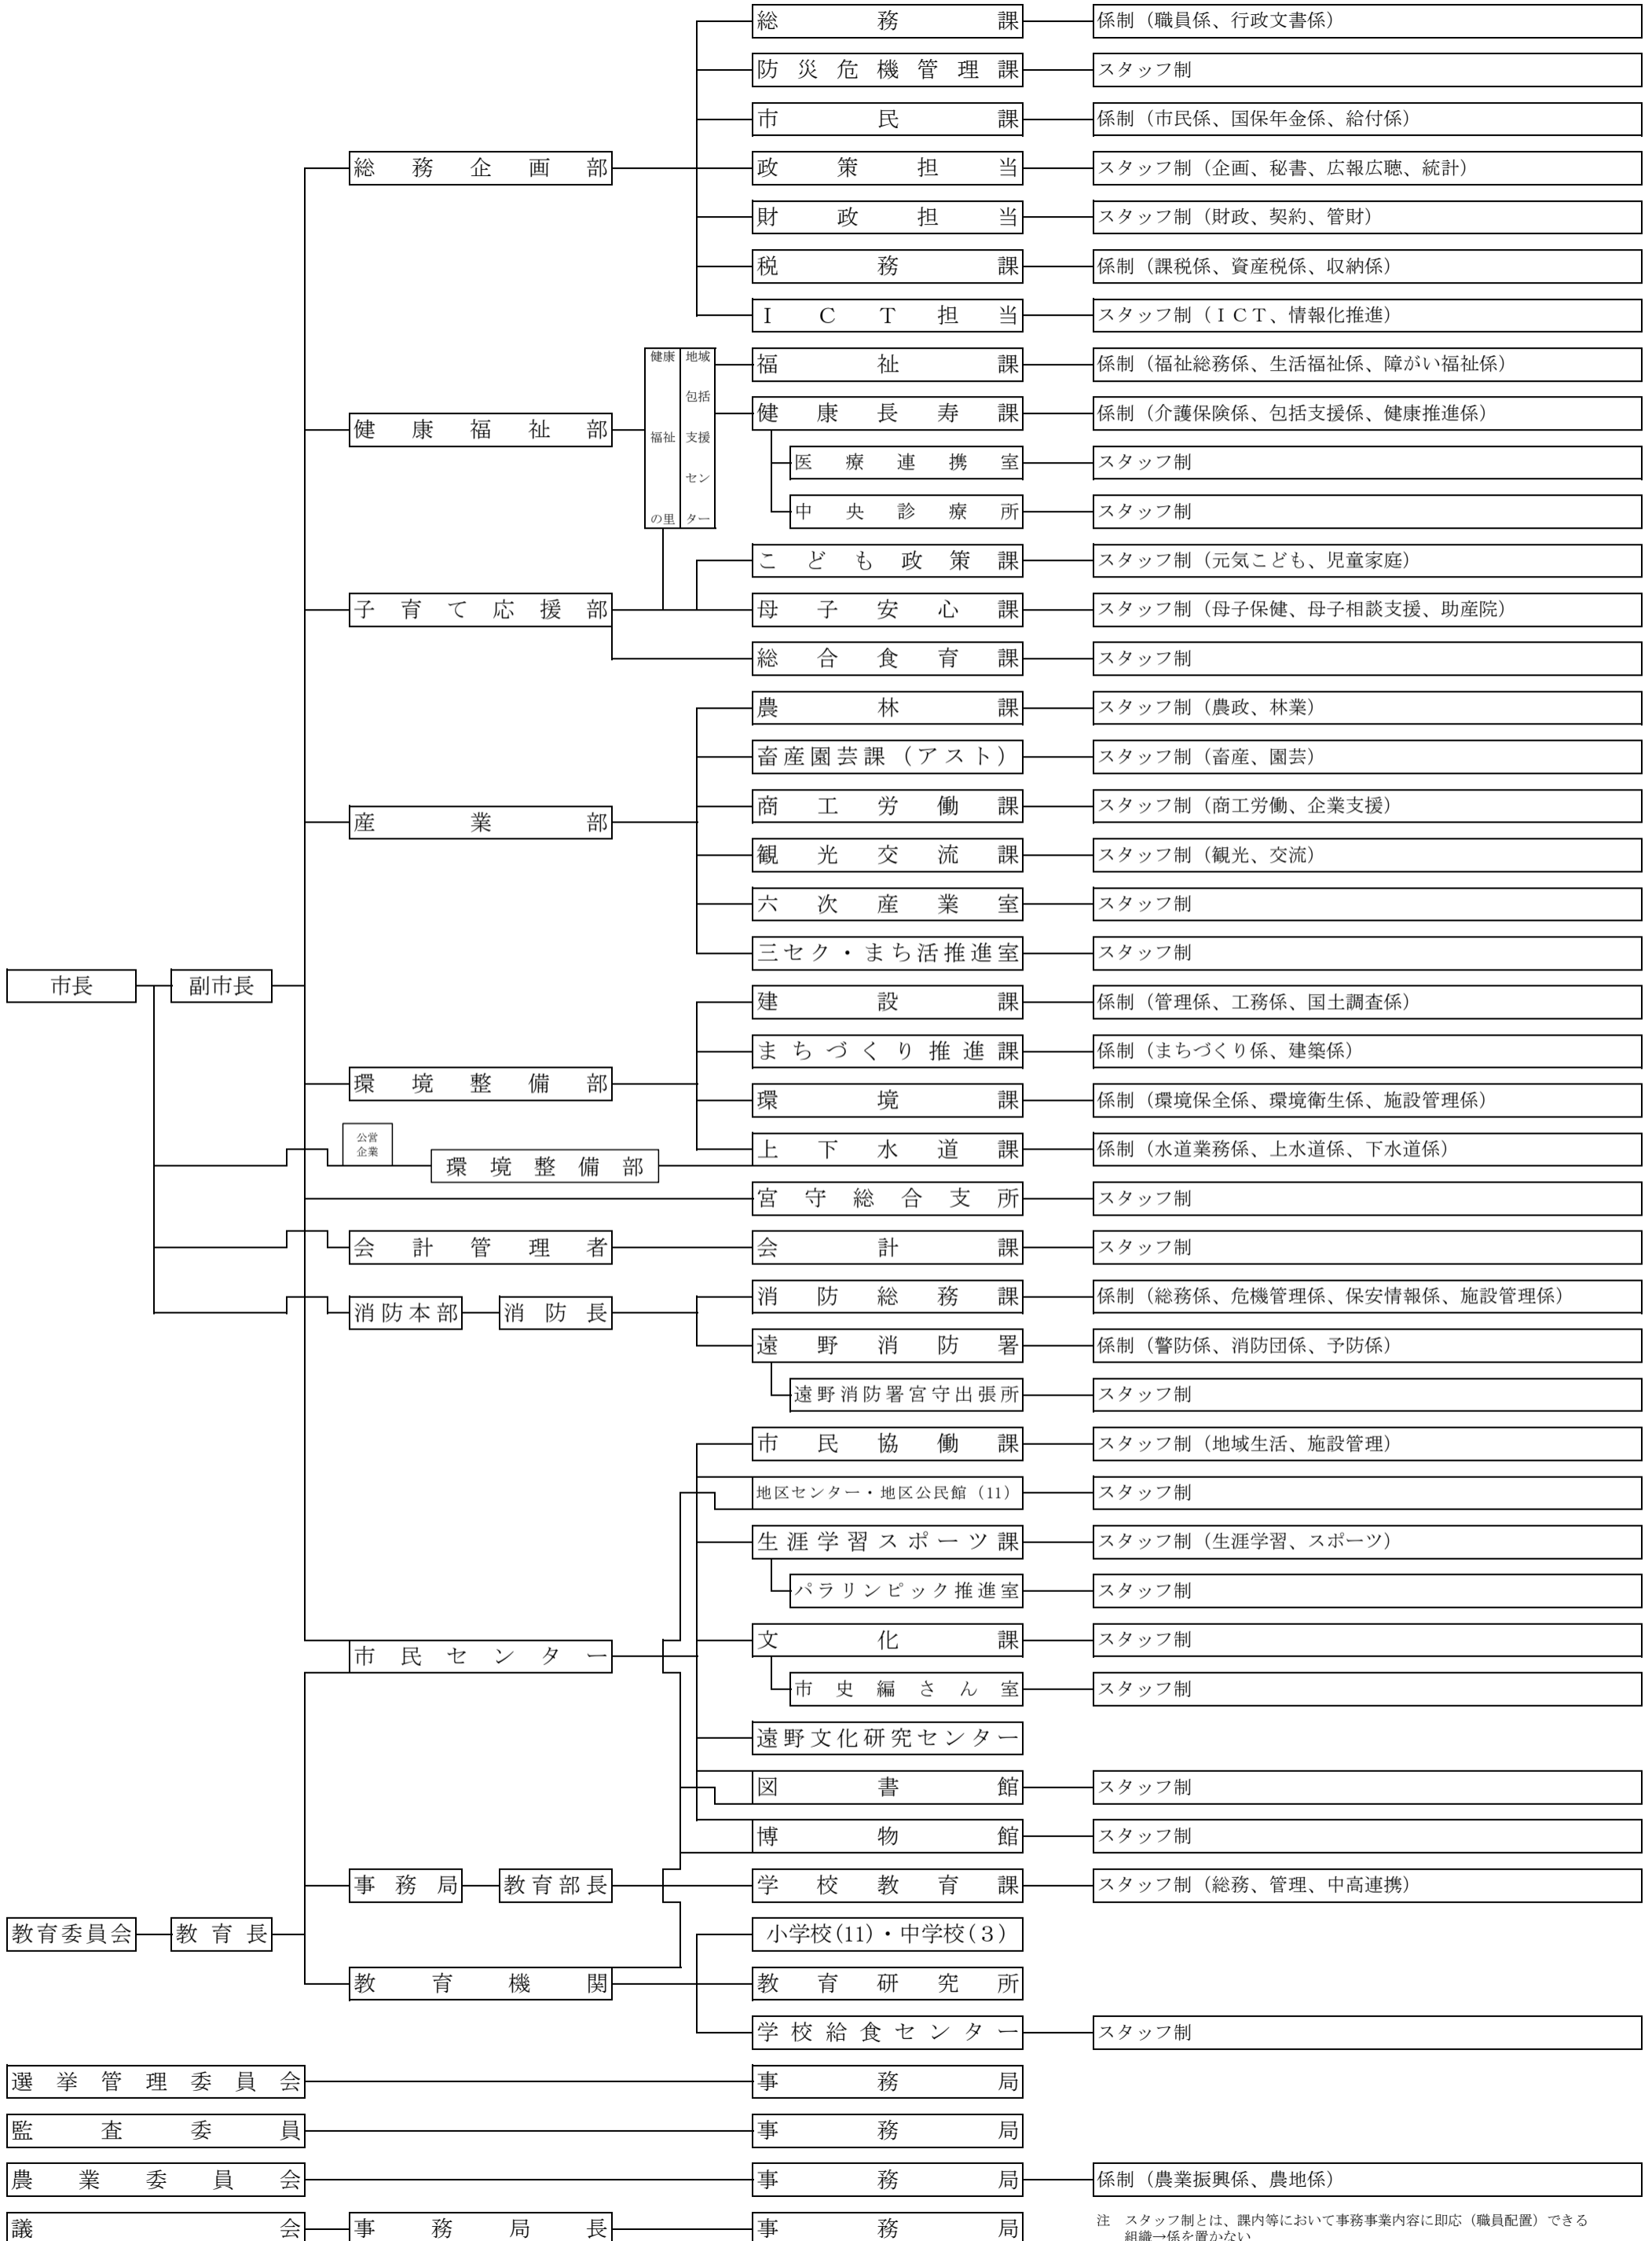 総務課 係制（職員係、行政文書係）
防災危機管理課 スタッフ制
市民課 係制（市民係、国保年金係、給付係）
総務企画部 政策担当 スタッフ制（企画、秘書、広報広聴、統計）
財政担当 スタッフ制（財政、契約、管財）
税務課 係制（課税係、資産税係、収納係）
ＩＣＴ担当 スタッフ制（ＩＣＴ、情報化推進）
健康福祉の里 地域包括支援センター
福祉課 係制（福祉総務係、生活福祉係、障がい福祉係）
健康福祉部 健康長寿課 係制（介護保険係、包括支援係、健康推進係）
医療連携室 スタッフ制
中央診療所 スタッフ制
こども政策課 スタッフ制（元気こども、児童家庭）
子育て応援部 母子安心課 スタッフ制（母子保健、母子相談支援、助産院）
総合食育課 スタッフ制
農林課 スタッフ制（農政、林業）
畜産園芸課（アスト） スタッフ制（畜産、園芸）
産業部 商工労働課 スタッフ制（商工労働、企業支援）
観光交流課 スタッフ制（観光、交流）
六次産業室 スタッフ制
三セク・まち活推進室 スタッフ制
市長 副市長
建設課 係制（管理係、工務係、国土調査係）
まちづくり推進課 係制（まちづくり係、建築係）
環境整備部 環境課 係制（環境保全係、環境衛生係、施設管理係）
公営
企業
環境整備部 上下水道課 係制（水道業務係、上水道係、下水道係）
宮守総合支所 スタッフ制
会計管理者 会計課 スタッフ制
消防本部 消防長 消防総務課 係制（総務係、危機管理係、保安情報係、施設管理係）
遠野消防署 係制（警防係、消防団係、予防係）
遠野消防署宮守出張所 スタッフ制
市民協働課 スタッフ制（地域生活、施設管理）
地区センター・地区公民館（11） スタッフ制
生涯学習スポーツ課 スタッフ制（生涯学習、スポーツ）
パラリンピック推進室 スタッフ制
市民センター 文化課 スタッフ制
市史編さん室 スタッフ制
遠野文化研究センター
図書館 スタッフ制
博物館 スタッフ制
事務局 教育部長 学校教育課 スタッフ制（総務、管理、中高連携）
教育委員会 教育長 小学校(11)・中学校(３)
教育機関 教育研究所
学校給食センター スタッフ制
選挙管理委員会 事務局
監査委員 事務局
農業委員会 事務局 係制（農業振興係、農地係）
議会 事務局長 事務局
注　スタッフ制とは、課内等において事務事業内容に即応（職員配置）できる
組織→係を置かない